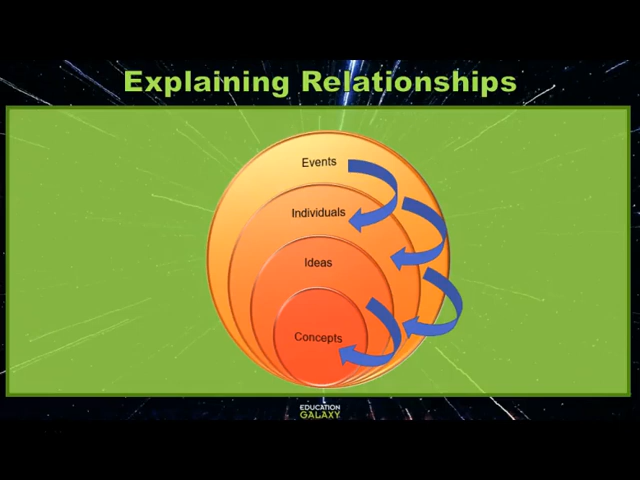 Explaining Relationships
Events
Individuals
Ideas
Concepts
EDUCATION
GALAXY